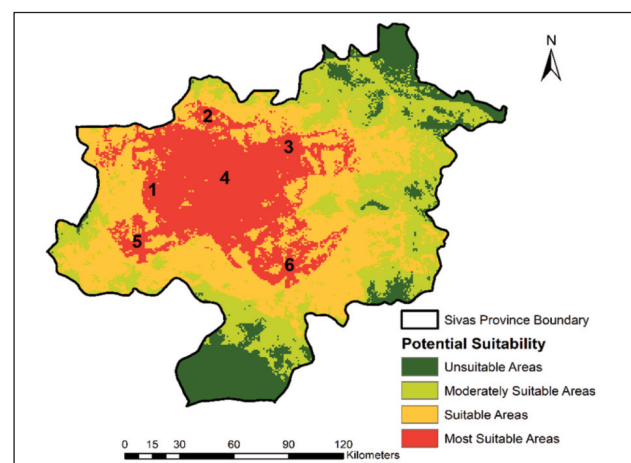 N
2
3
1
4
5
6
Sivas Province Boundary
Potential Suitability
Unsuitable Areas
Moderately Suitable Areas
Suitable Areas
Most Suitable Areas
0 15 30 60 90 120
Kilometers